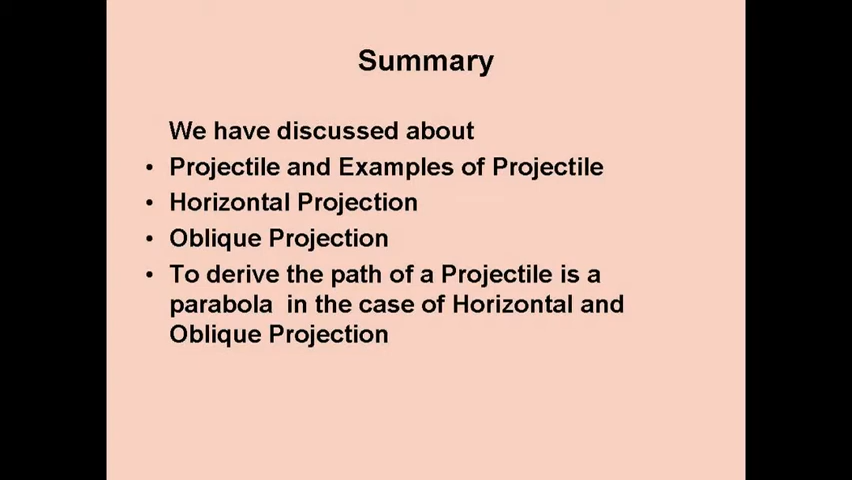 Summary
We have discussed about
• Projectile and Examples of Projectile
• Horizontal Projection
• Oblique Projection
• To derive the path of a Projectile is a
parabola in the case of Horizontal and
Oblique Projection